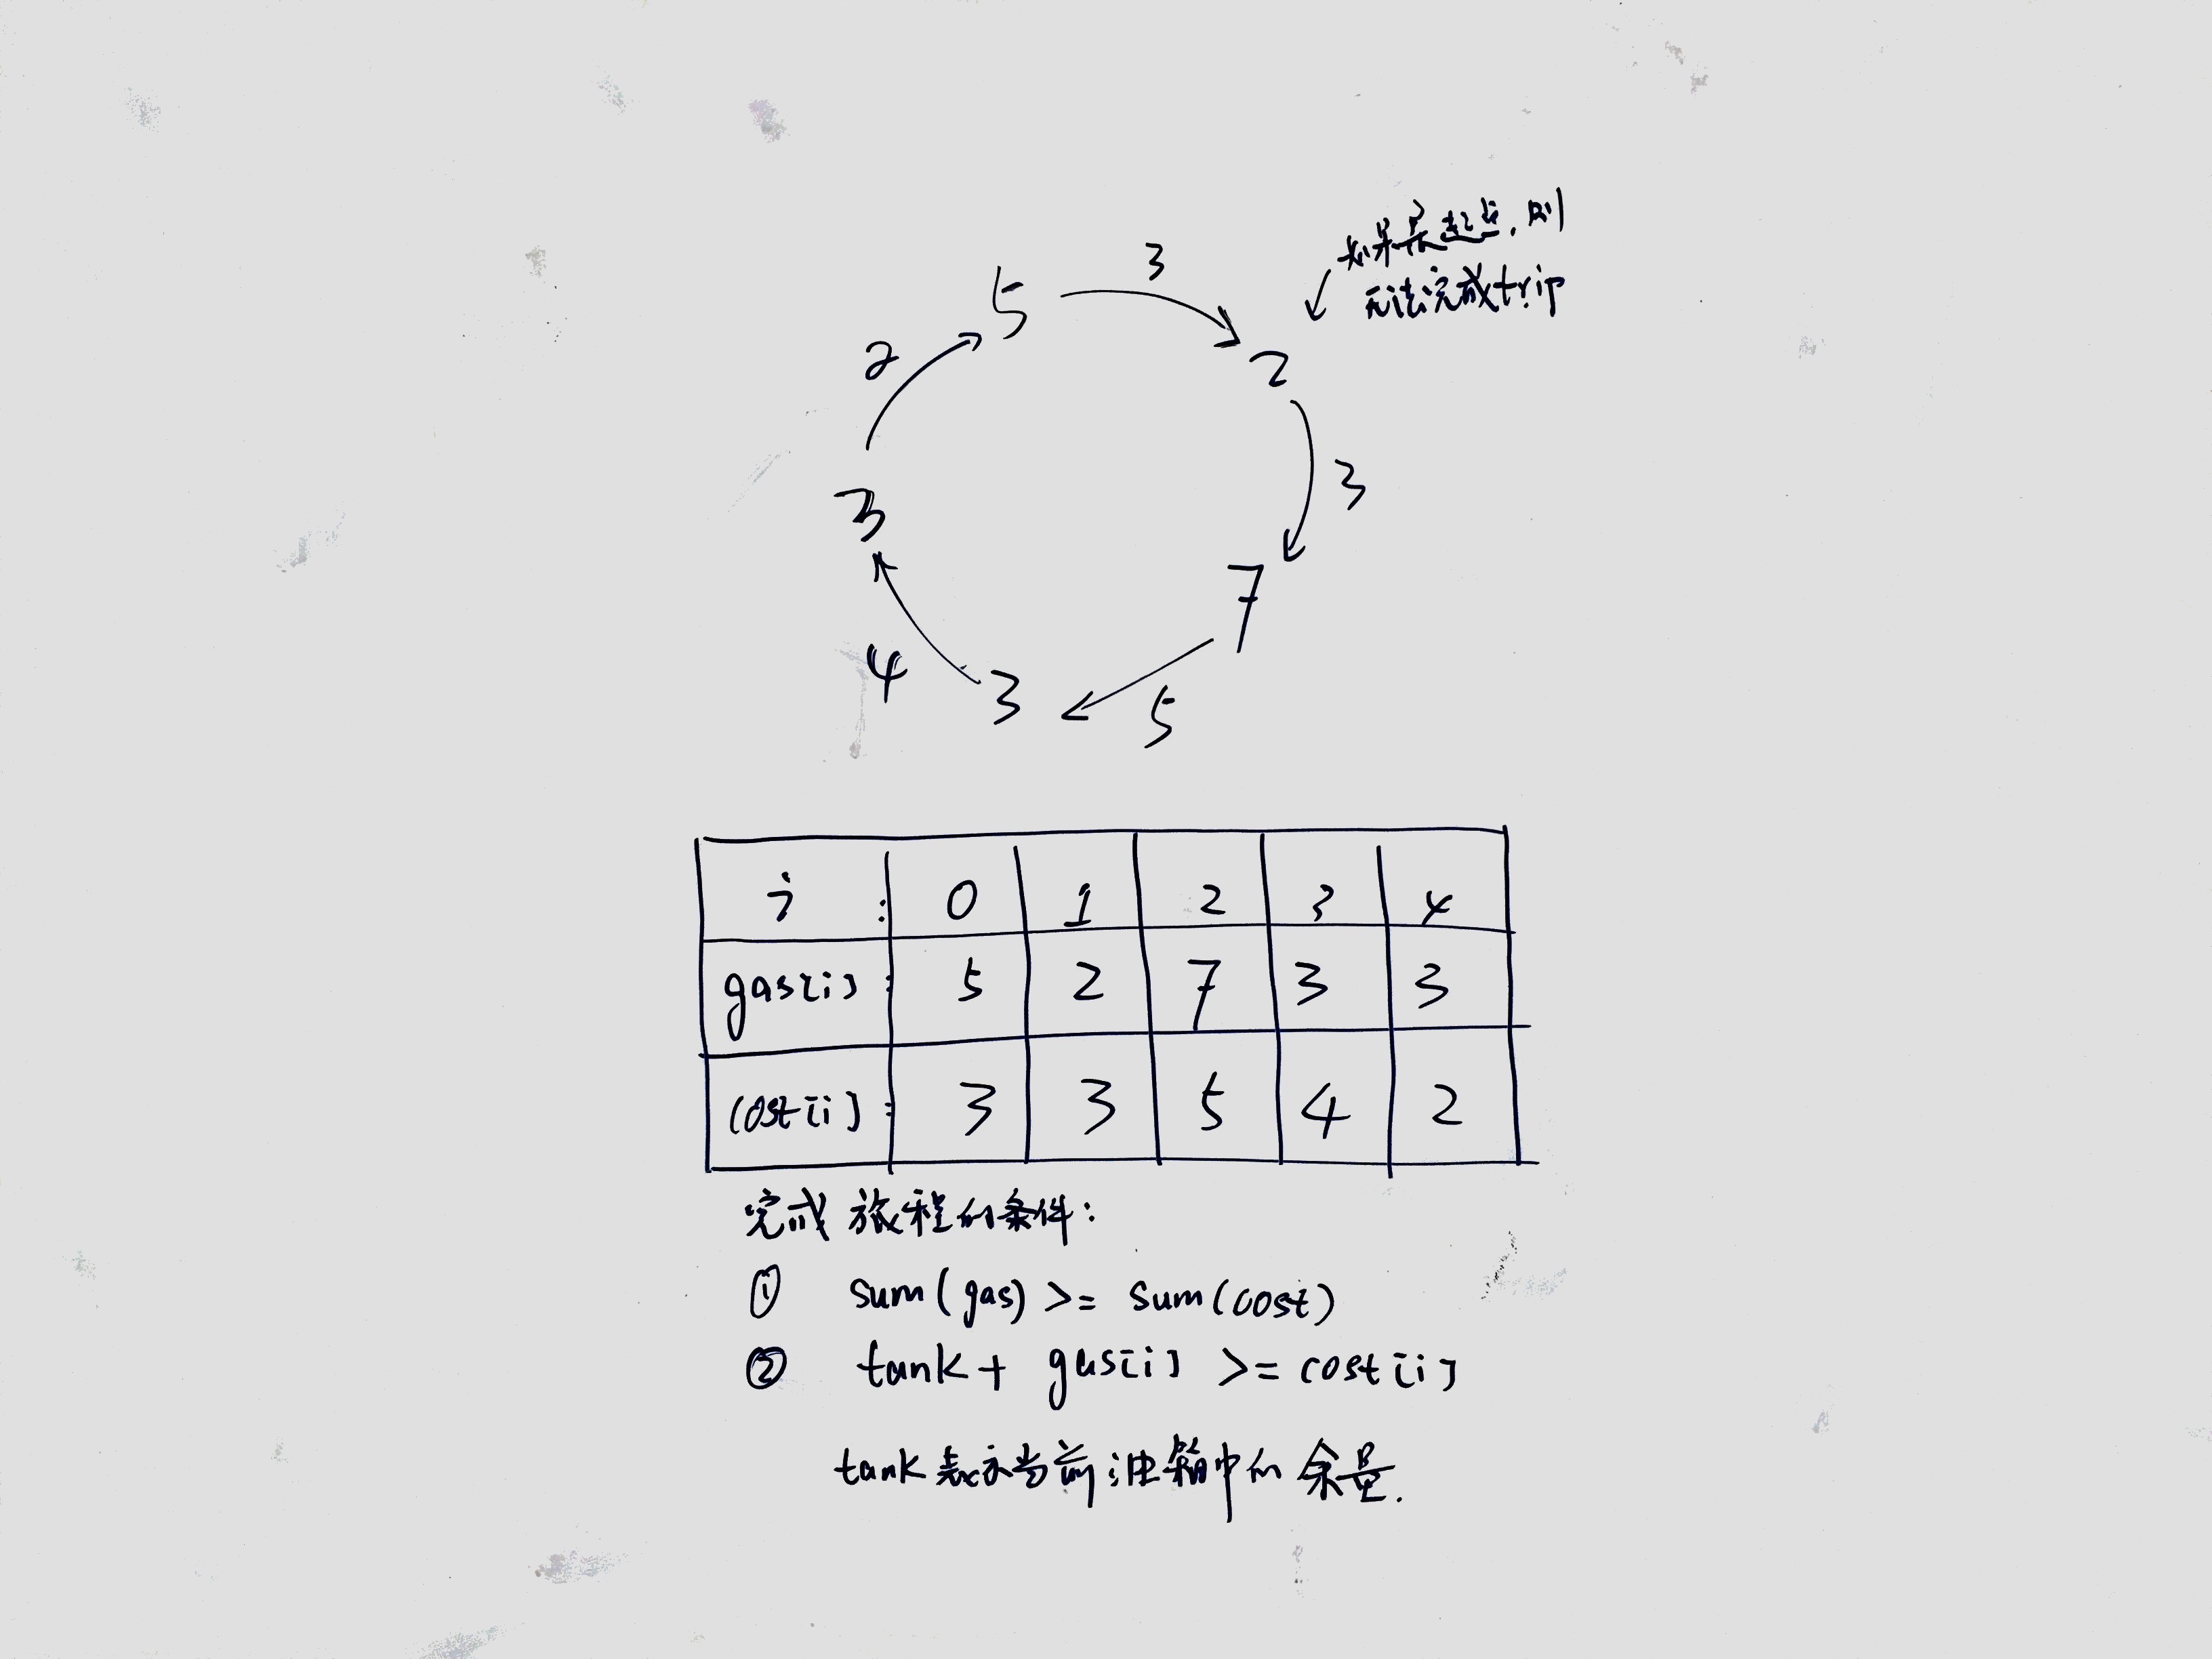 如果是起点,则
无法完成trip
3
5
2
2
3
3
7
4
3
5
i : 0 1 2 3 4
gas[i]: 5 2 7 3 3
cost[i]: 3 3 5 4 2
完成旅程的条件:
① sum(gas) >= sum(cost)
② tank + gas[i] >= cost[i]
tank表示当前油箱中的余量.